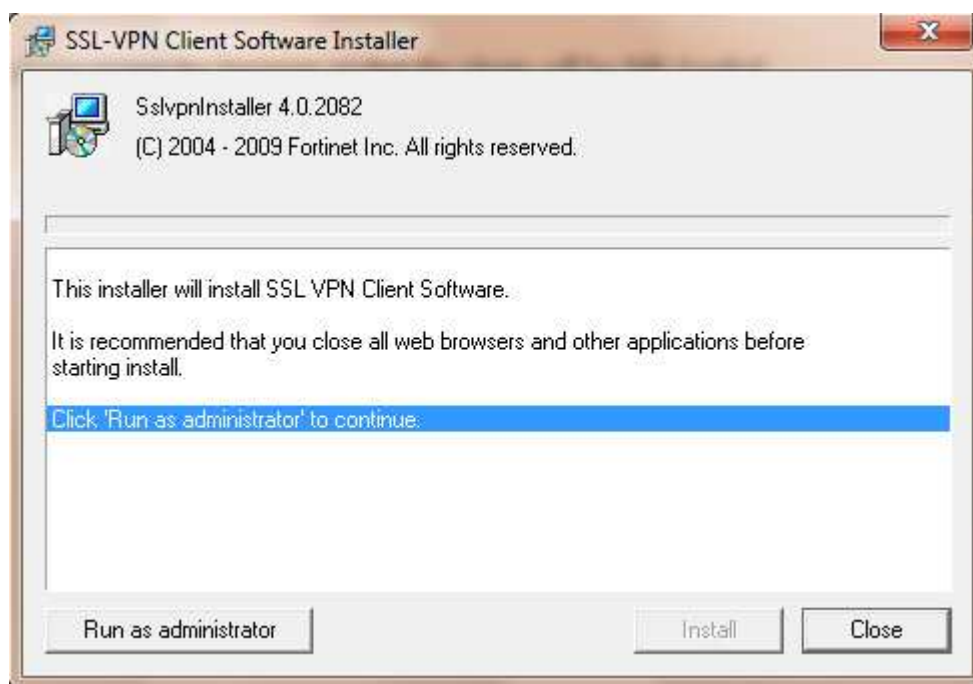 SSL-VPN Client Software Installer
SslvpnInstaller 4.0.2082
(C) 2004 - 2009 Fortinet Inc. All rights reserved.
This installer will install SSL VPN Client Software.
It is recommended that you close all web browsers and other applications before
starting install.
Click 'Run as administrator' to continue.
Run as administrator
Install
Close